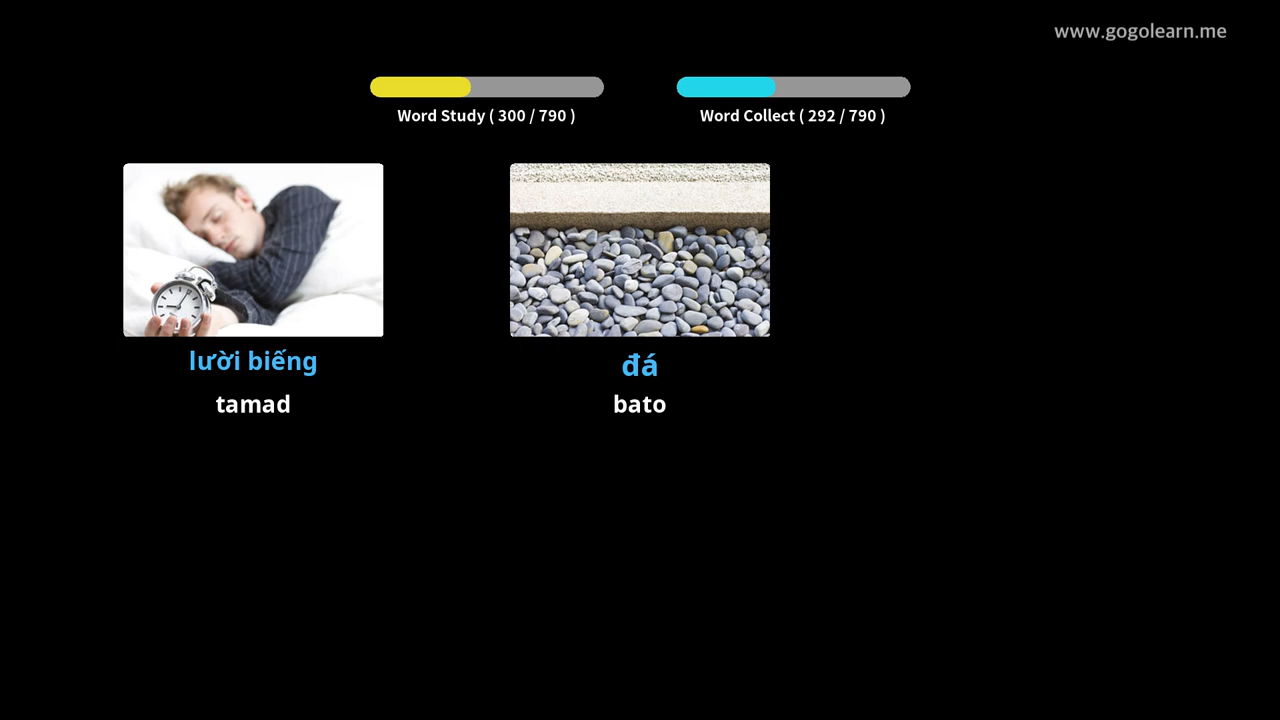 www.gogolearn.me
Word Study ( 300 / 790 )
Word Collect ( 292 / 790 )
lười biếng
tamad
đá
bato